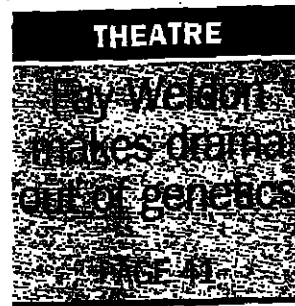 THEATRE
Fay Weldon
makes drama
out of genetics
PAGE 41